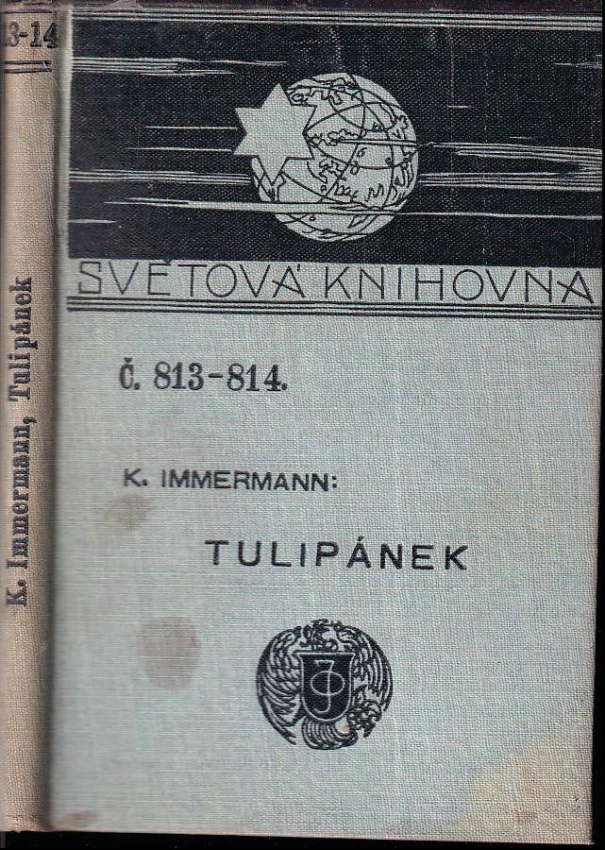 13-14
K. Immermann, Tulipánek
SVĚTOVÁ KNIHOVNA
Č. 813-814.
K. IMMERMANN:
TULIPÁNEK